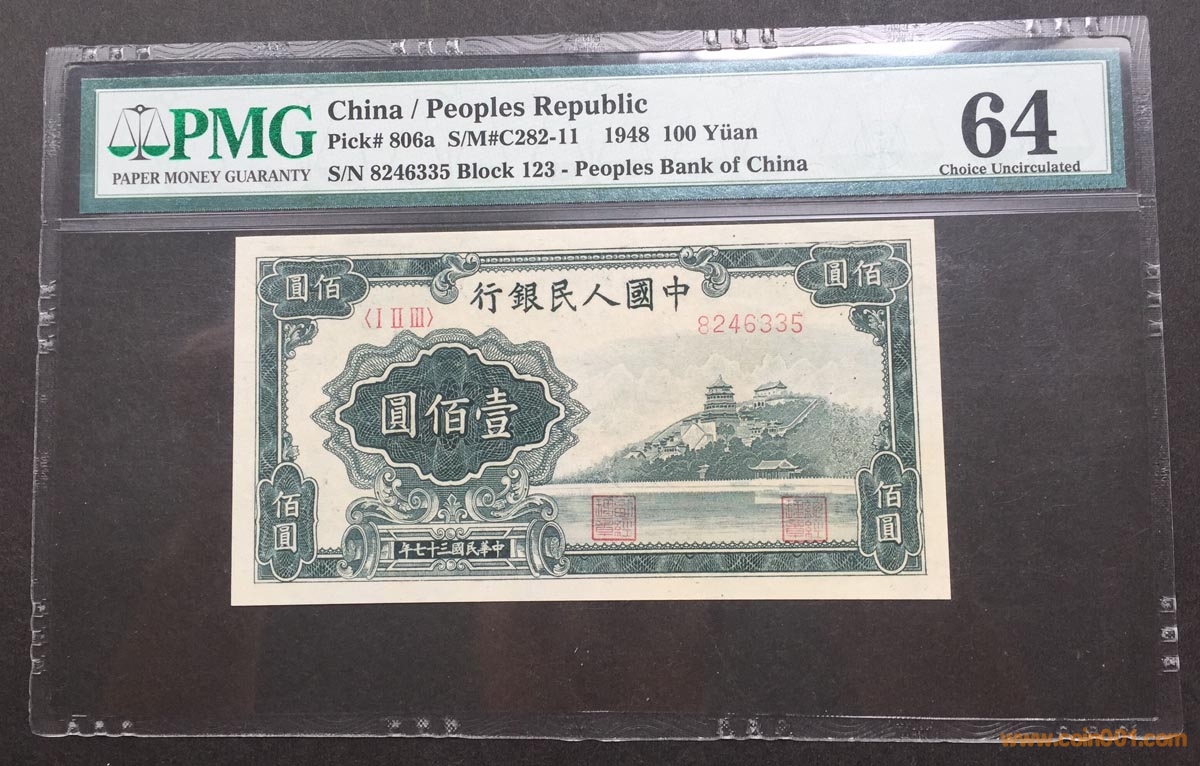 PMG
PAPER MONEY GUARANTY
China / Peoples Republic
Pick# 806a S/M#C282-11 1948 100 Yüan
S/N 8246335 Block 123 - Peoples Bank of China
64
Choice Uncirculated
圓佰
圓佰
行銀民人國中
〈I II III〉
8246335
圓佰壹
佰圓
佰圓
年七十三國民華中
www.coin001.com